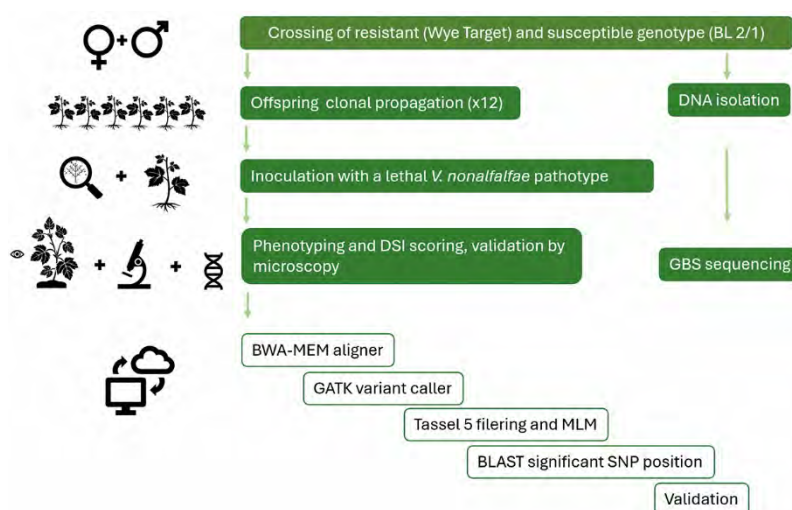 Crossing of resistant (Wye Target) and susceptible genotype (BL 2/1)
Offspring clonal propagation (x12)
DNA isolation
Inoculation with a lethal V. nonalfalfae pathotype
Phenotyping and DSI scoring, validation by
microscopy
GBS sequencing
BWA-MEM aligner
GATK variant caller
Tassel 5 filering and MLM
BLAST significant SNP position
Validation